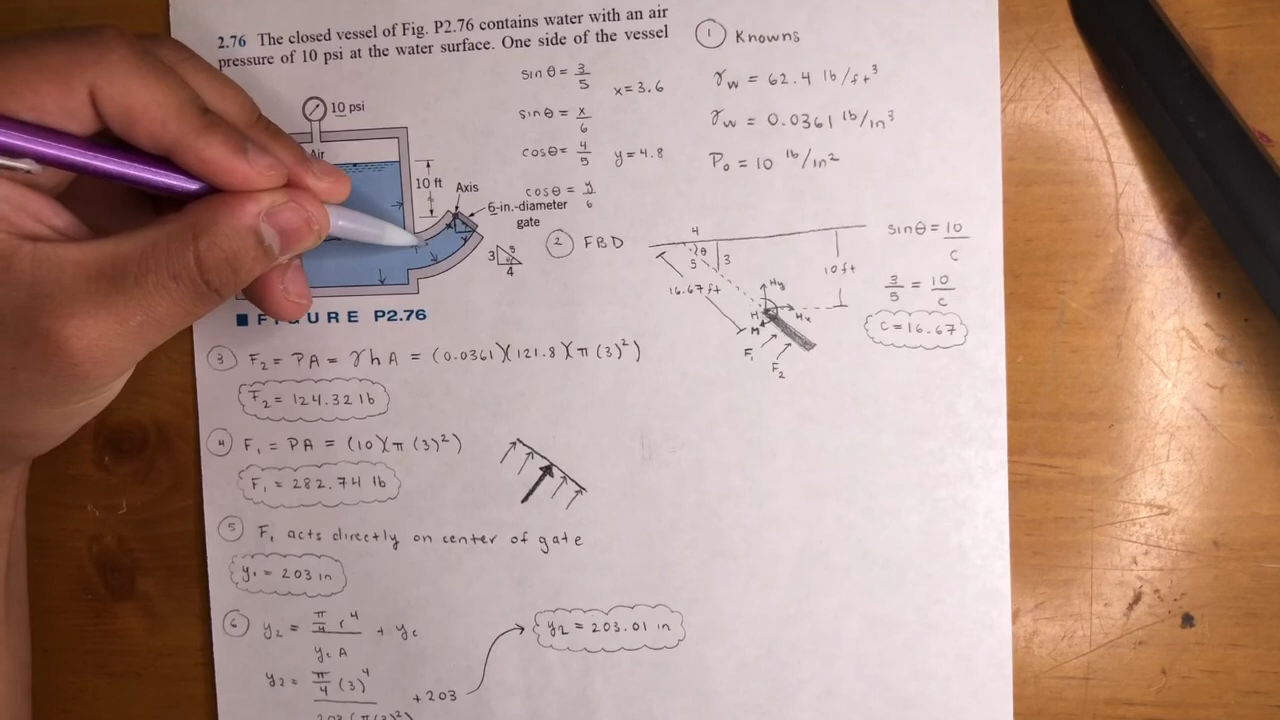 2.76 The closed vessel of Fig. P2.76 contains water with an air
pressure of 10 psi at the water surface. One side of the vessel
10 psi
Air
10 ft
Axis
6-in.-diameter
gate
3
5
4
FIGURE P2.76
sin θ = 3/5
x = 3.6
sin θ = x/6
cos θ = 4/5
y = 4.8
cos θ = y/6
① Knowns
γw = 62.4 lb/ft³
γw = 0.0361 lb/in³
P₀ = 10 lb/in²
② FBD
4
θ
5
3
16.67 ft
10 ft
Hy
H
Hx
M
F₁
F₂
sin θ = 10/c
3/5 = 10/c
c = 16.67
③ F₂ = PA = γhA = (0.0361)(121.8)(π(3)²)
F₂ = 124.32 lb
④ F₁ = PA = (10)(π(3)²)
F₁ = 282.74 lb
⑤ F₁ acts directly on center of gate
y₁ = 203 in
⑥ y₂ = π/4 r⁴ / yc A + yc
y₂ = 203.01 in
y₂ = π/4 (3)⁴ / 203(π(3)²) + 203